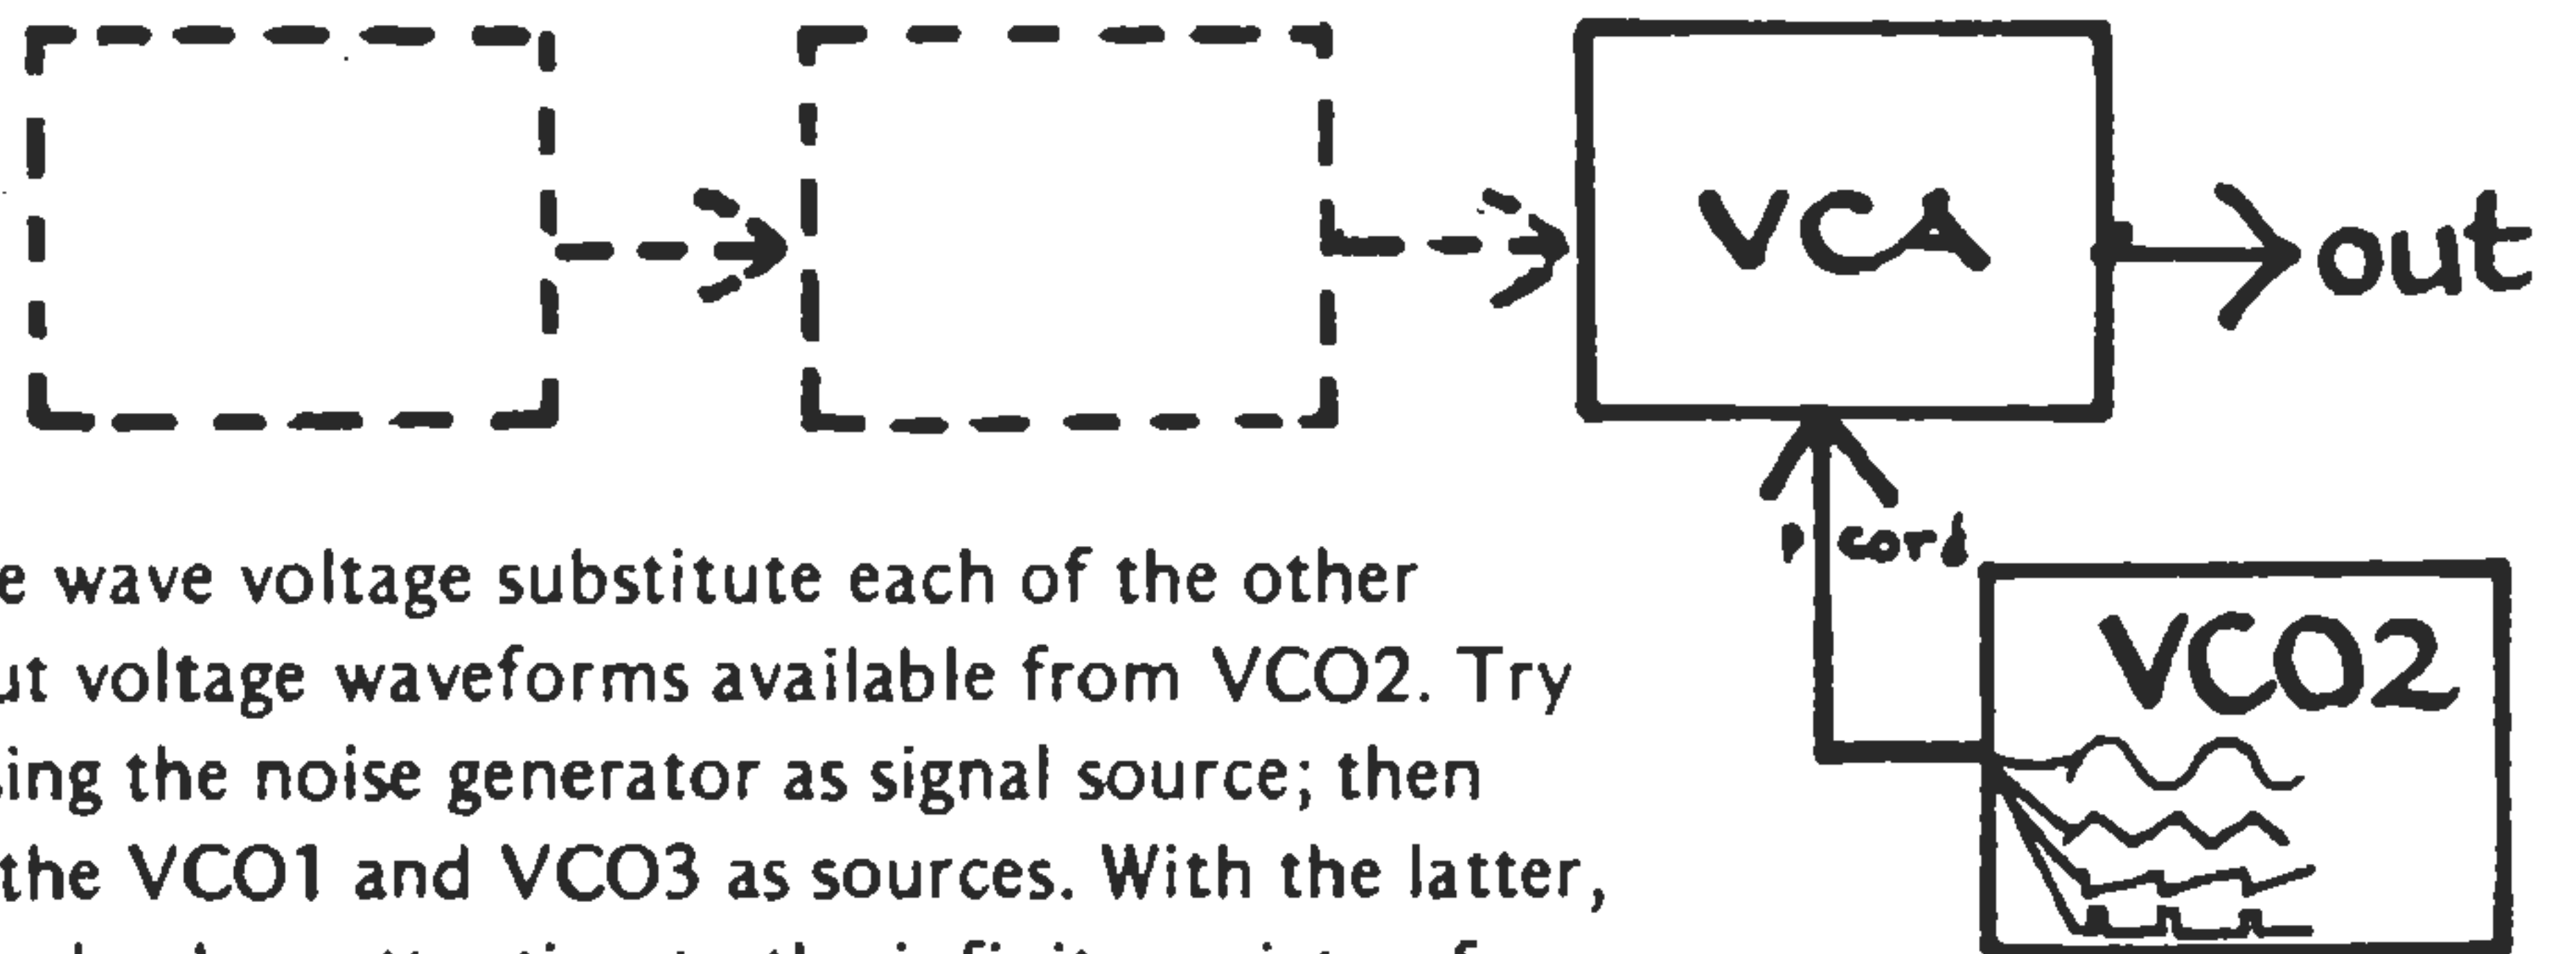 VCA
out
p cord
VCO2
e wave voltage substitute each of the other
ut voltage waveforms available from VCO2. Try
ing the noise generator as signal source; then
the VCO1 and VCO3 as sources. With the latter,